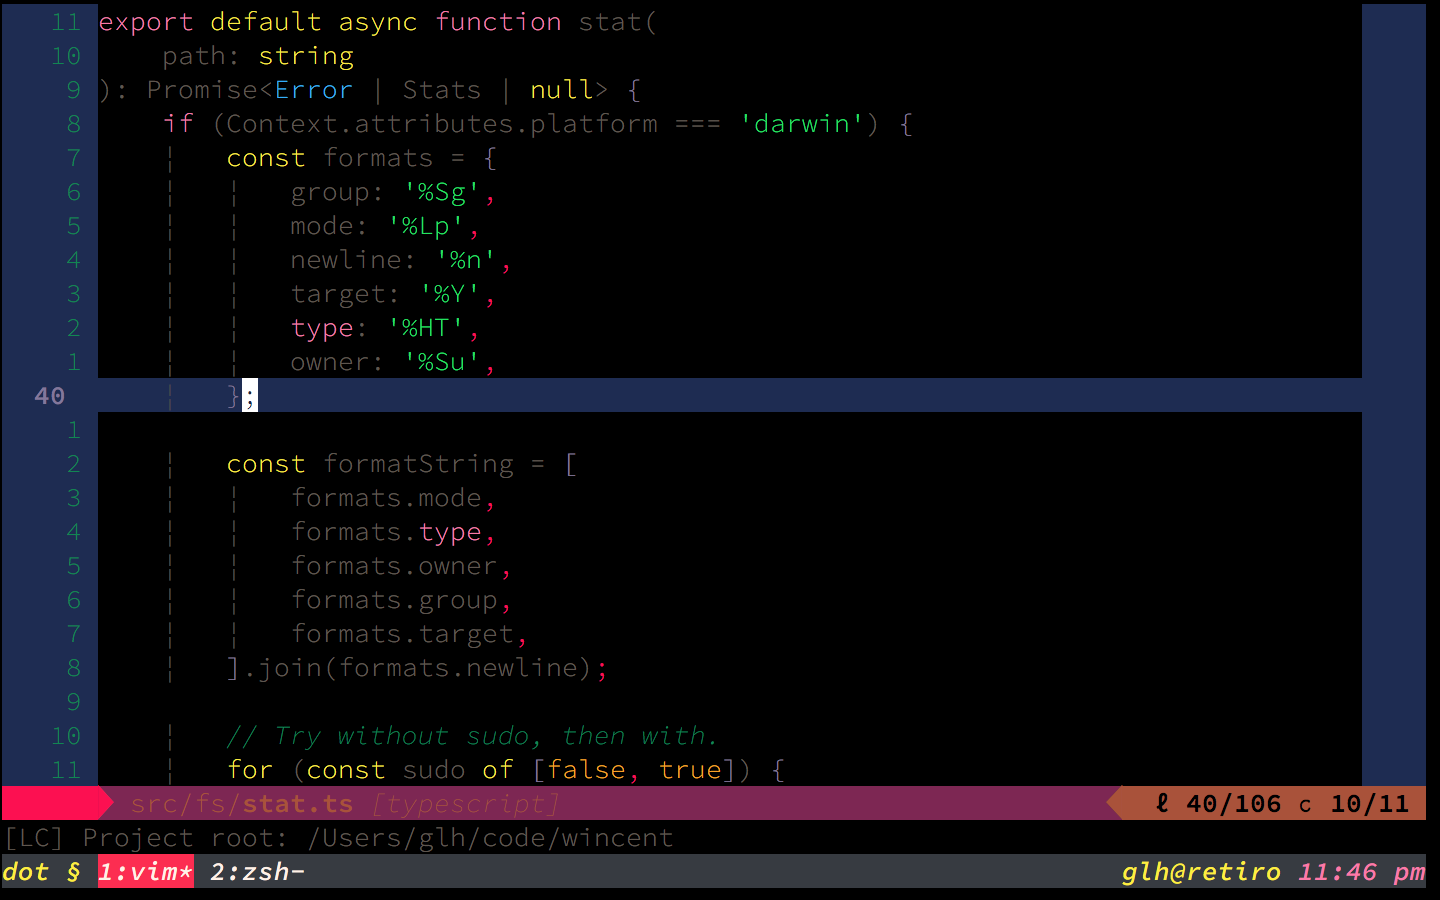 11 export default async function stat(
10     path: string
9 ): Promise<Error | Stats | null> {
8     if (Context.attributes.platform === 'darwin') {
7     ¦   const formats = {
6     ¦   ¦   group: '%Sg',
5     ¦   ¦   mode: '%Lp',
4     ¦   ¦   newline: '%n',
3     ¦   ¦   target: '%Y',
2     ¦   ¦   type: '%HT',
1     ¦   ¦   owner: '%Su',
40     ¦   };
1
2     ¦   const formatString = [
3     ¦   ¦   formats.mode,
4     ¦   ¦   formats.type,
5     ¦   ¦   formats.owner,
6     ¦   ¦   formats.group,
7     ¦   ¦   formats.target,
8     ¦   ].join(formats.newline);
9
10     ¦   // Try without sudo, then with.
11     ¦   for (const sudo of [false, true]) {
src/fs/stat.ts [typescript] ℓ 40/106 c 10/11
[LC] Project root: /Users/glh/code/wincent
dot § 1:vim* 2:zsh- glh@retiro 11:46 pm